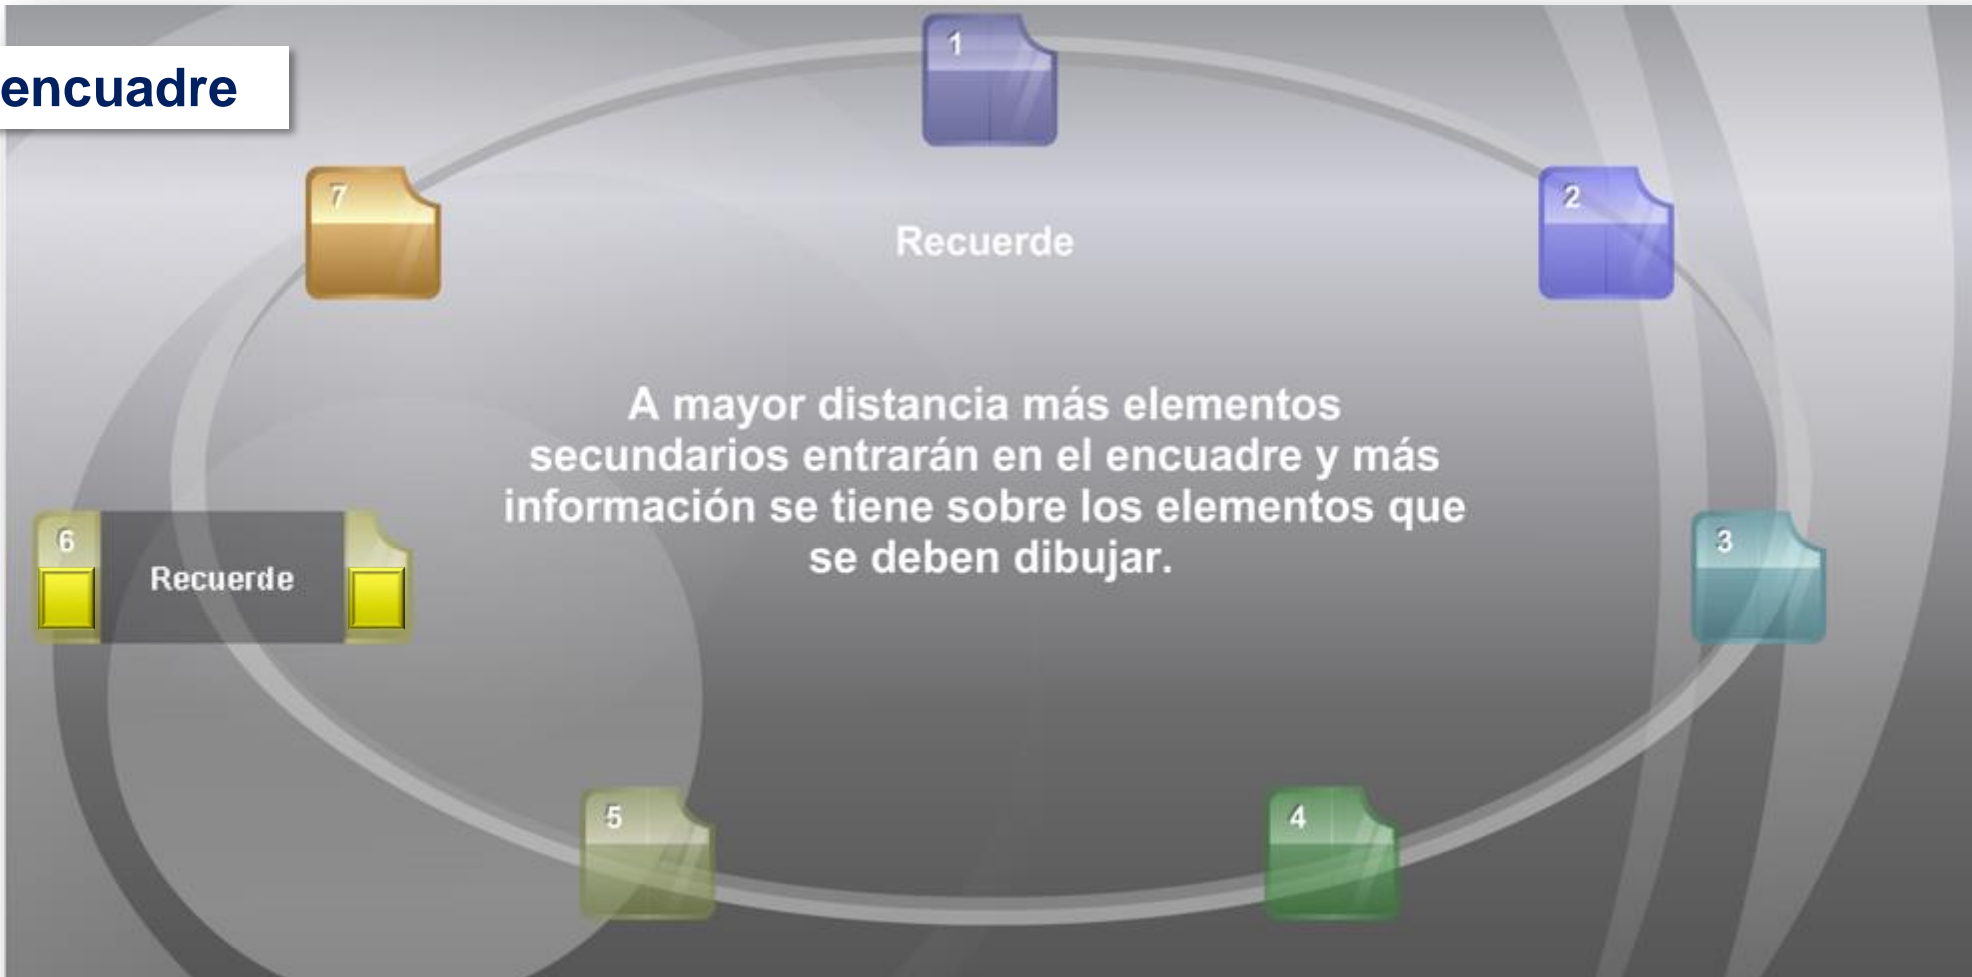 encuadre
1
7
2
Recuerde
A mayor distancia más elementos
secundarios entrarán en el encuadre y más
información se tiene sobre los elementos que
se deben dibujar.
6
Recuerde
3
5
4